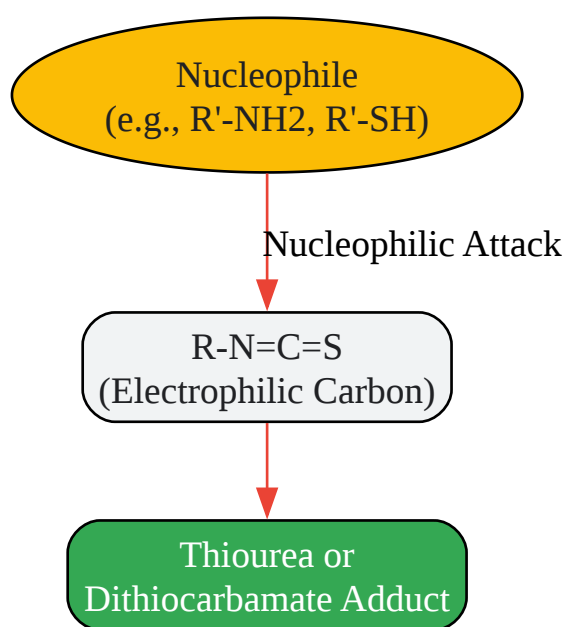 Nucleophile
(e.g., R'-NH2, R'-SH)
Nucleophilic Attack
R-N=C=S
(Electrophilic Carbon)
Thiourea or
Dithiocarbamate Adduct